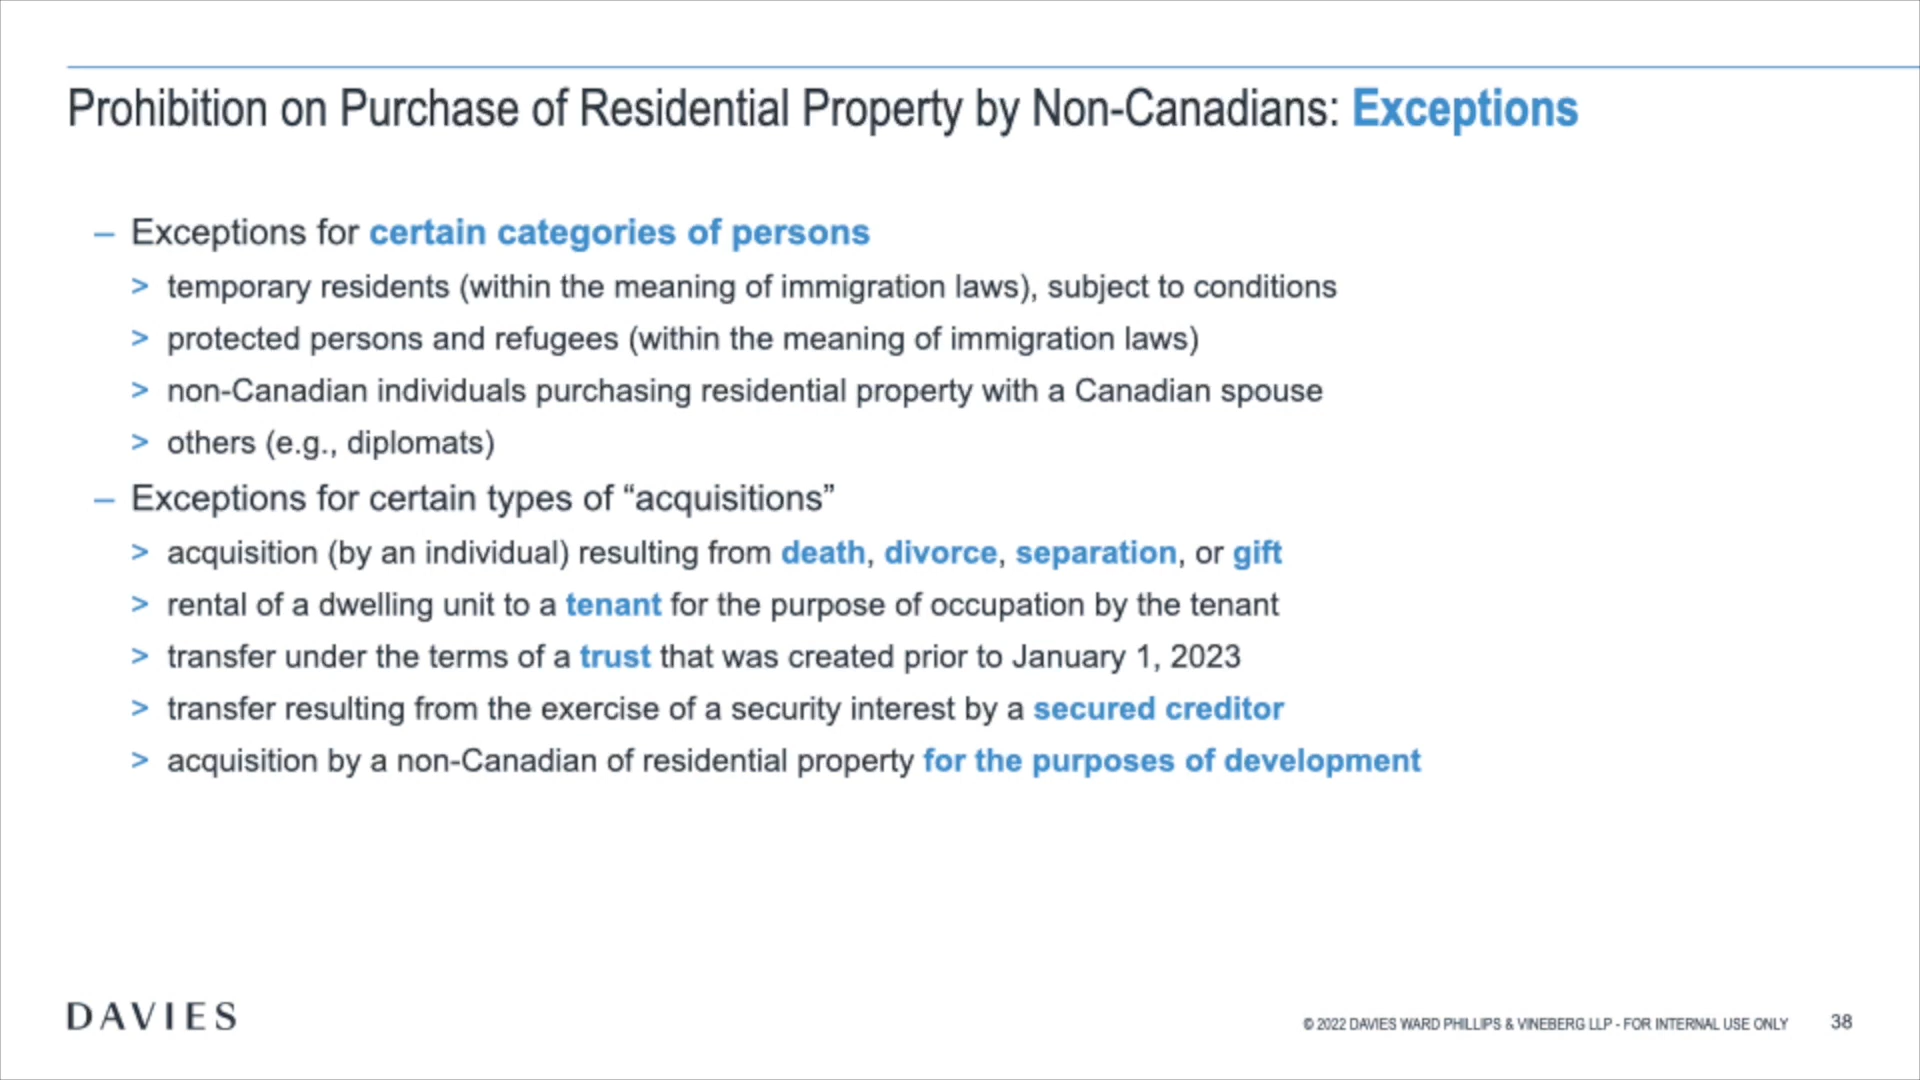 Prohibition on Purchase of Residential Property by Non-Canadians: Exceptions
– Exceptions for certain categories of persons
> temporary residents (within the meaning of immigration laws), subject to conditions
> protected persons and refugees (within the meaning of immigration laws)
> non-Canadian individuals purchasing residential property with a Canadian spouse
> others (e.g., diplomats)
– Exceptions for certain types of “acquisitions”
> acquisition (by an individual) resulting from death, divorce, separation, or gift
> rental of a dwelling unit to a tenant for the purpose of occupation by the tenant
> transfer under the terms of a trust that was created prior to January 1, 2023
> transfer resulting from the exercise of a security interest by a secured creditor
> acquisition by a non-Canadian of residential property for the purposes of development
DAVIES
© 2022 DAVIES WARD PHILLIPS & VINEBERG LLP - FOR INTERNAL USE ONLY 38